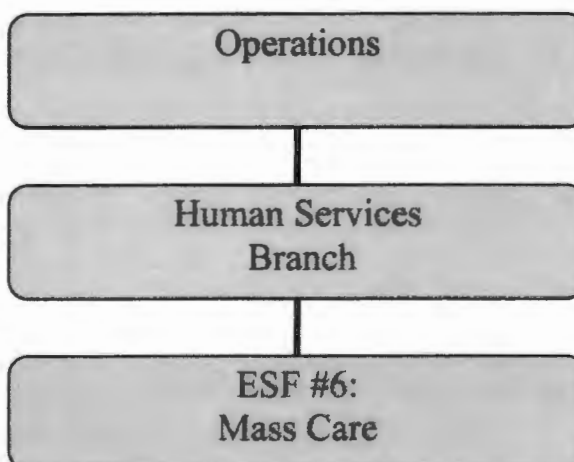 Operations
Human Services
Branch
ESF #6:
Mass Care